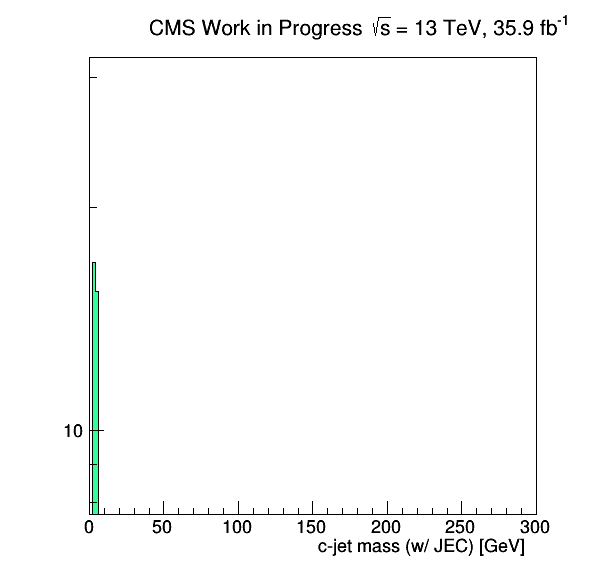 CMS Work in Progress √s = 13 TeV, 35.9 fb⁻¹
10
0 50 100 150 200 250 300
c-jet mass (w/ JEC) [GeV]